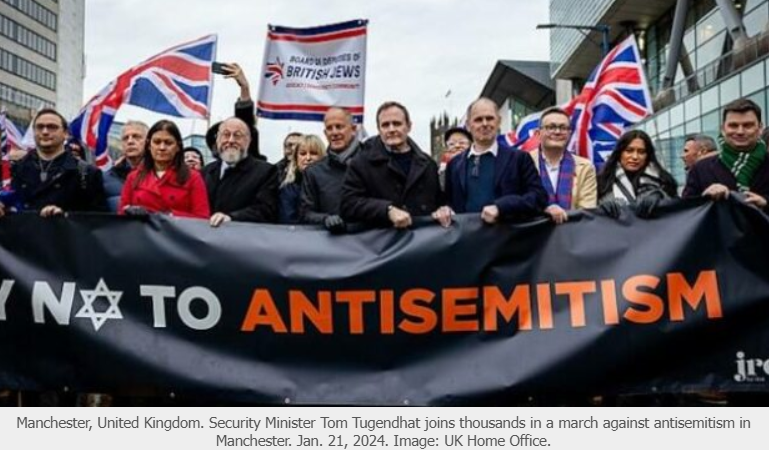 BOARD OF DEPUTIES OF
BRITISH JEWS
Y NO TO ANTISEMITISM
jrc
Manchester, United Kingdom. Security Minister Tom Tugendhat joins thousands in a march against antisemitism in
Manchester. Jan. 21, 2024. Image: UK Home Office.